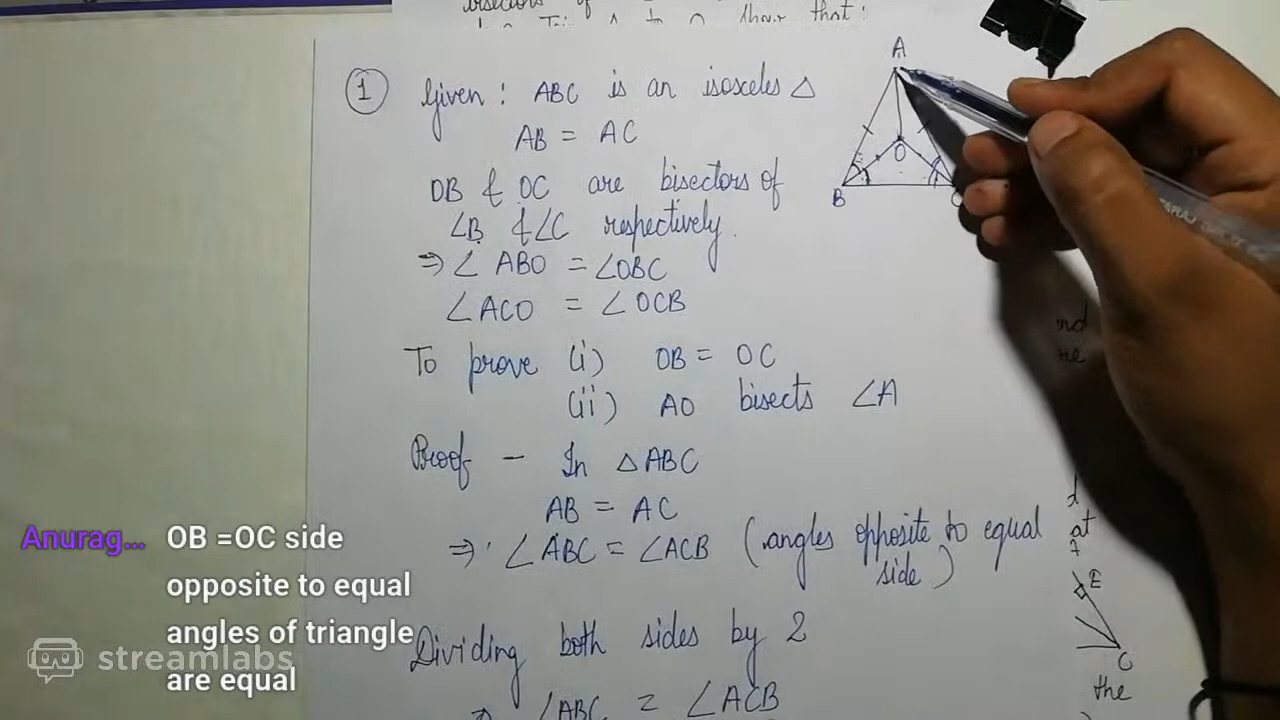 that :
A
① Given : ABC is an isosceles △
AB = AC
OB & OC are bisectors of
∠B & ∠C respectively.
⇒ ∠ ABO = ∠OBC
∠ACO = ∠OCB
O
B
C
To prove (i) OB = OC
(ii) AO bisects ∠A
Proof - In △ABC
AB = AC
⇒ ∠ABC = ∠ACB (angles opposite to equal
side)
Dividing both sides by 2
⇒ ∠ABC = ∠ACB
at
E
C
the
Anurag... OB =OC side
opposite to equal
angles of triangle
are equal
streamlabs